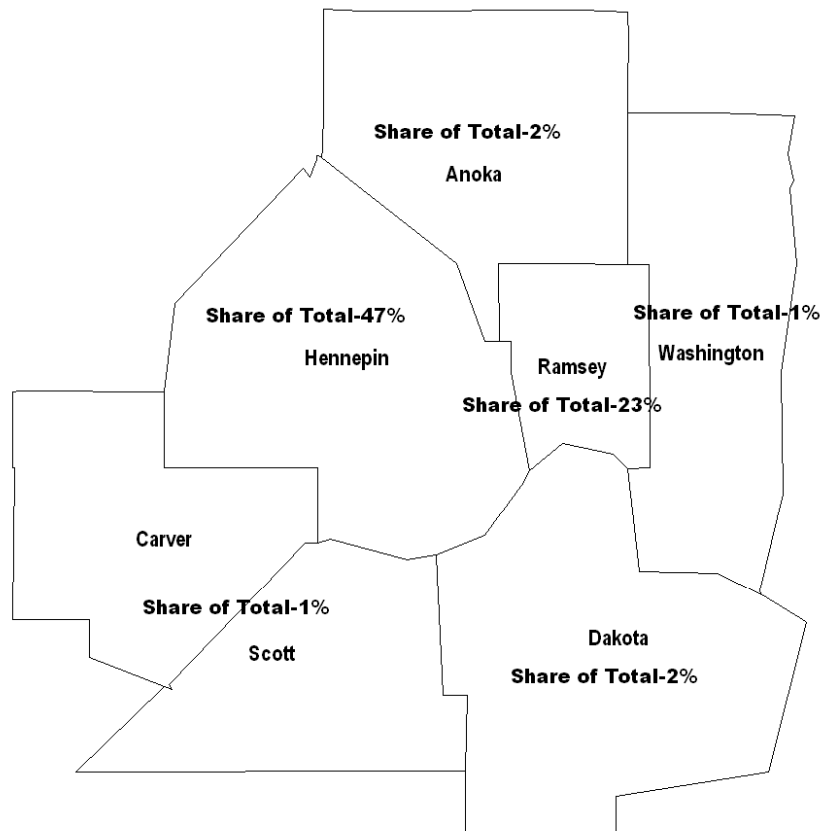 Share of Total-2%
Anoka
Share of Total-47%
Hennepin
Share of Total-1%
Washington
Ramsey
Share of Total-23%
Carver
Share of Total-1%
Scott
Dakota
Share of Total-2%